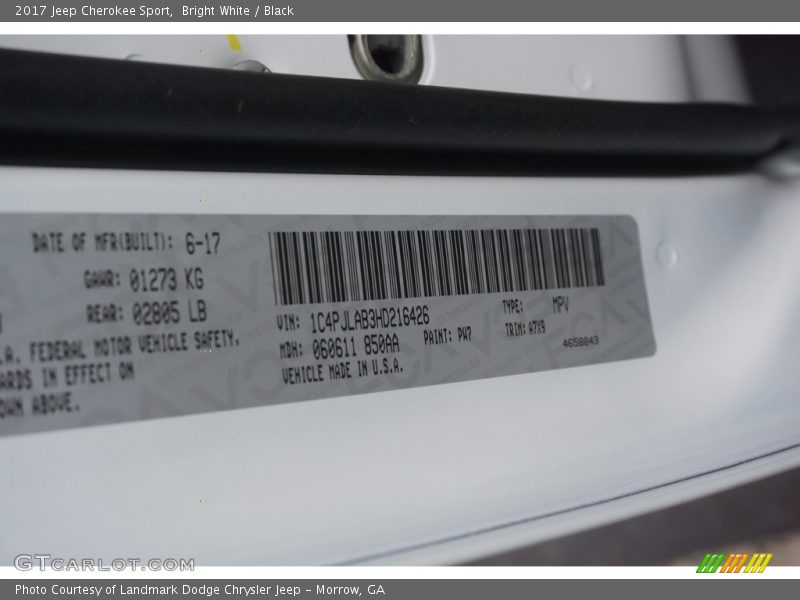 2017 Jeep Cherokee Sport, Bright White / Black
DATE OF MFR(BUILT): 6-17
GAWR: 01273 KG
REAR: 02805 LB
.A. FEDERAL MOTOR VEHICLE SAFETY.
ARDS IN EFFECT ON
OWN ABOVE.
VIN: 1C4PJLAB3HD216426
TYPE: MPV
MDH: 060611 850AA
PAINT: PW7
TRIM: A7X9
VEHICLE MADE IN U.S.A.
4658843
GTcarlot.com
Photo Courtesy of Landmark Dodge Chrysler Jeep – Morrow, GA